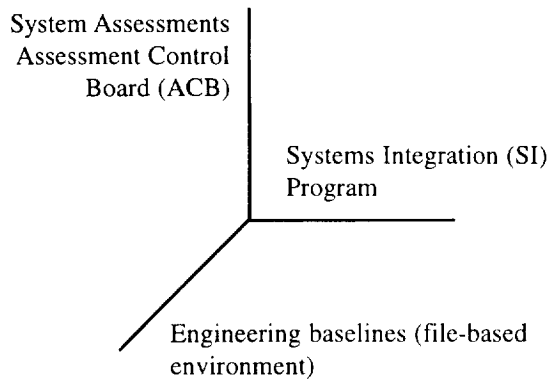 System Assessments
Assessment Control
Board (ACB)
Systems Integration (SI)
Program
Engineering baselines (file-based
environment)